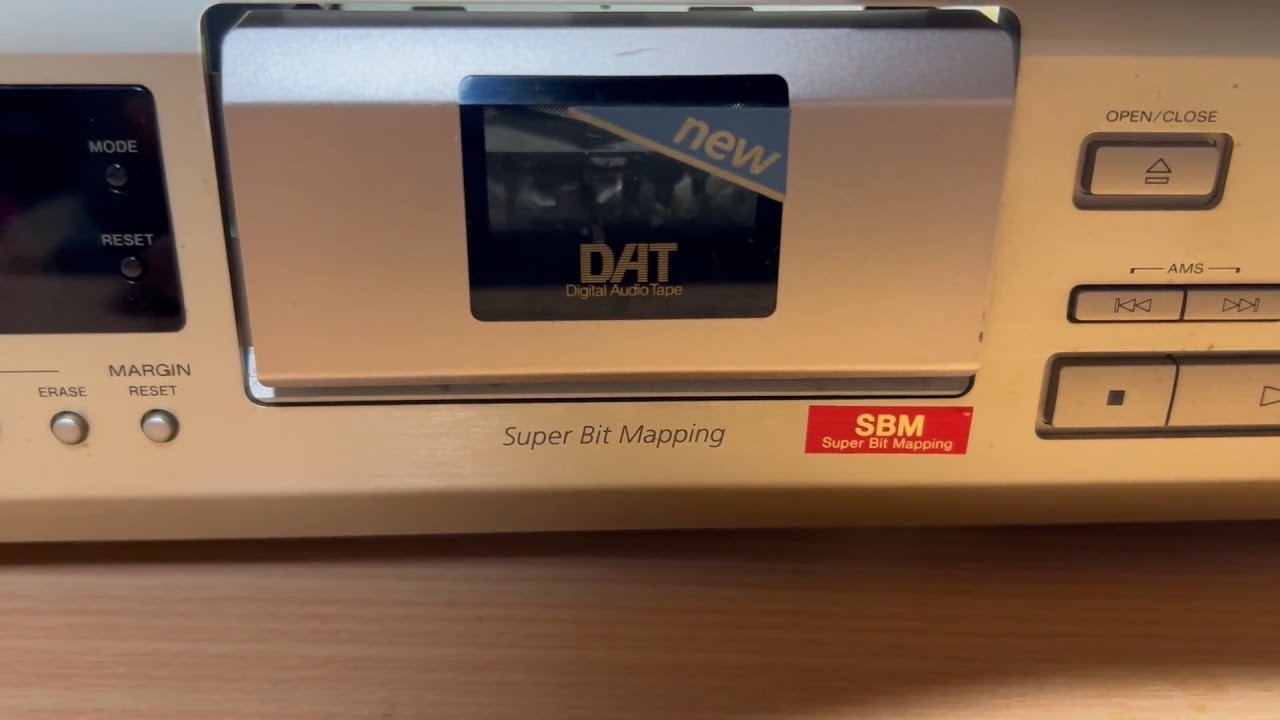 MODE
RESET
ERASE
MARGIN
RESET
new
DAT
Digital Audio Tape
Super Bit Mapping
SBM
™
Super Bit Mapping
OPEN/CLOSE
AMS